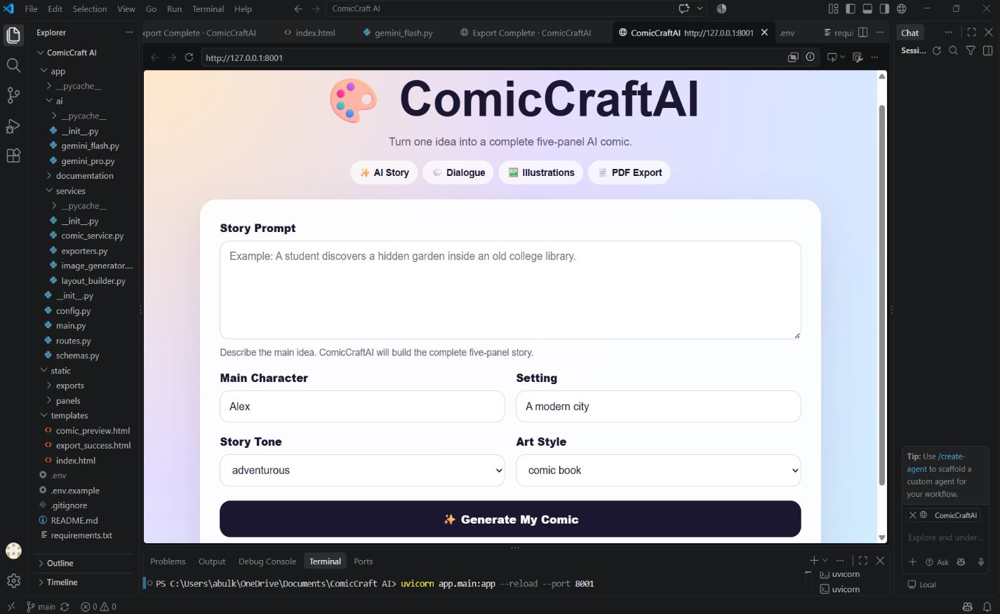 File Edit Selection View Go Run Terminal Help
ComicCraft AI
Explorer
ComicCraft AI
app
__pycache__
ai
__pycache__
__init__.py
gemini_flash.py
gemini_pro.py
documentation
services
__pycache__
__init__.py
comic_service.py
exporters.py
image_generator....
layout_builder.py
__init__.py
config.py
main.py
routes.py
schemas.py
static
exports
panels
templates
comic_preview.html
export_success.html
index.html
.env
.env.example
.gitignore
README.md
requirements.txt
Outline
Timeline
xport Complete · ComicCraftAI index.html gemini_flash.py Export Complete · ComicCraftAI ComicCraftAI http://127.0.0.1:8001 .env requi
http://127.0.0.1:8001
ComicCraftAI
Turn one idea into a complete five-panel AI comic.
AI Story Dialogue Illustrations PDF Export
Story Prompt
Example: A student discovers a hidden garden inside an old college library.
Describe the main idea. ComicCraftAI will build the complete five-panel story.
Main Character Setting
Alex A modern city
Story Tone Art Style
adventurous comic book
✨ Generate My Comic
Problems Output Debug Console Terminal Ports
PS C:\Users\abulk\OneDrive\Documents\ComicCraft AI> uvicorn app.main:app --reload --port 8001
uvicorn
uvicorn
Chat
Sessi...
Tip: Use /create-
agent to scaffold a
custom agent for
your workflow.
ComicCraftAI
Explore and under...
Ask
Local
main 0 0